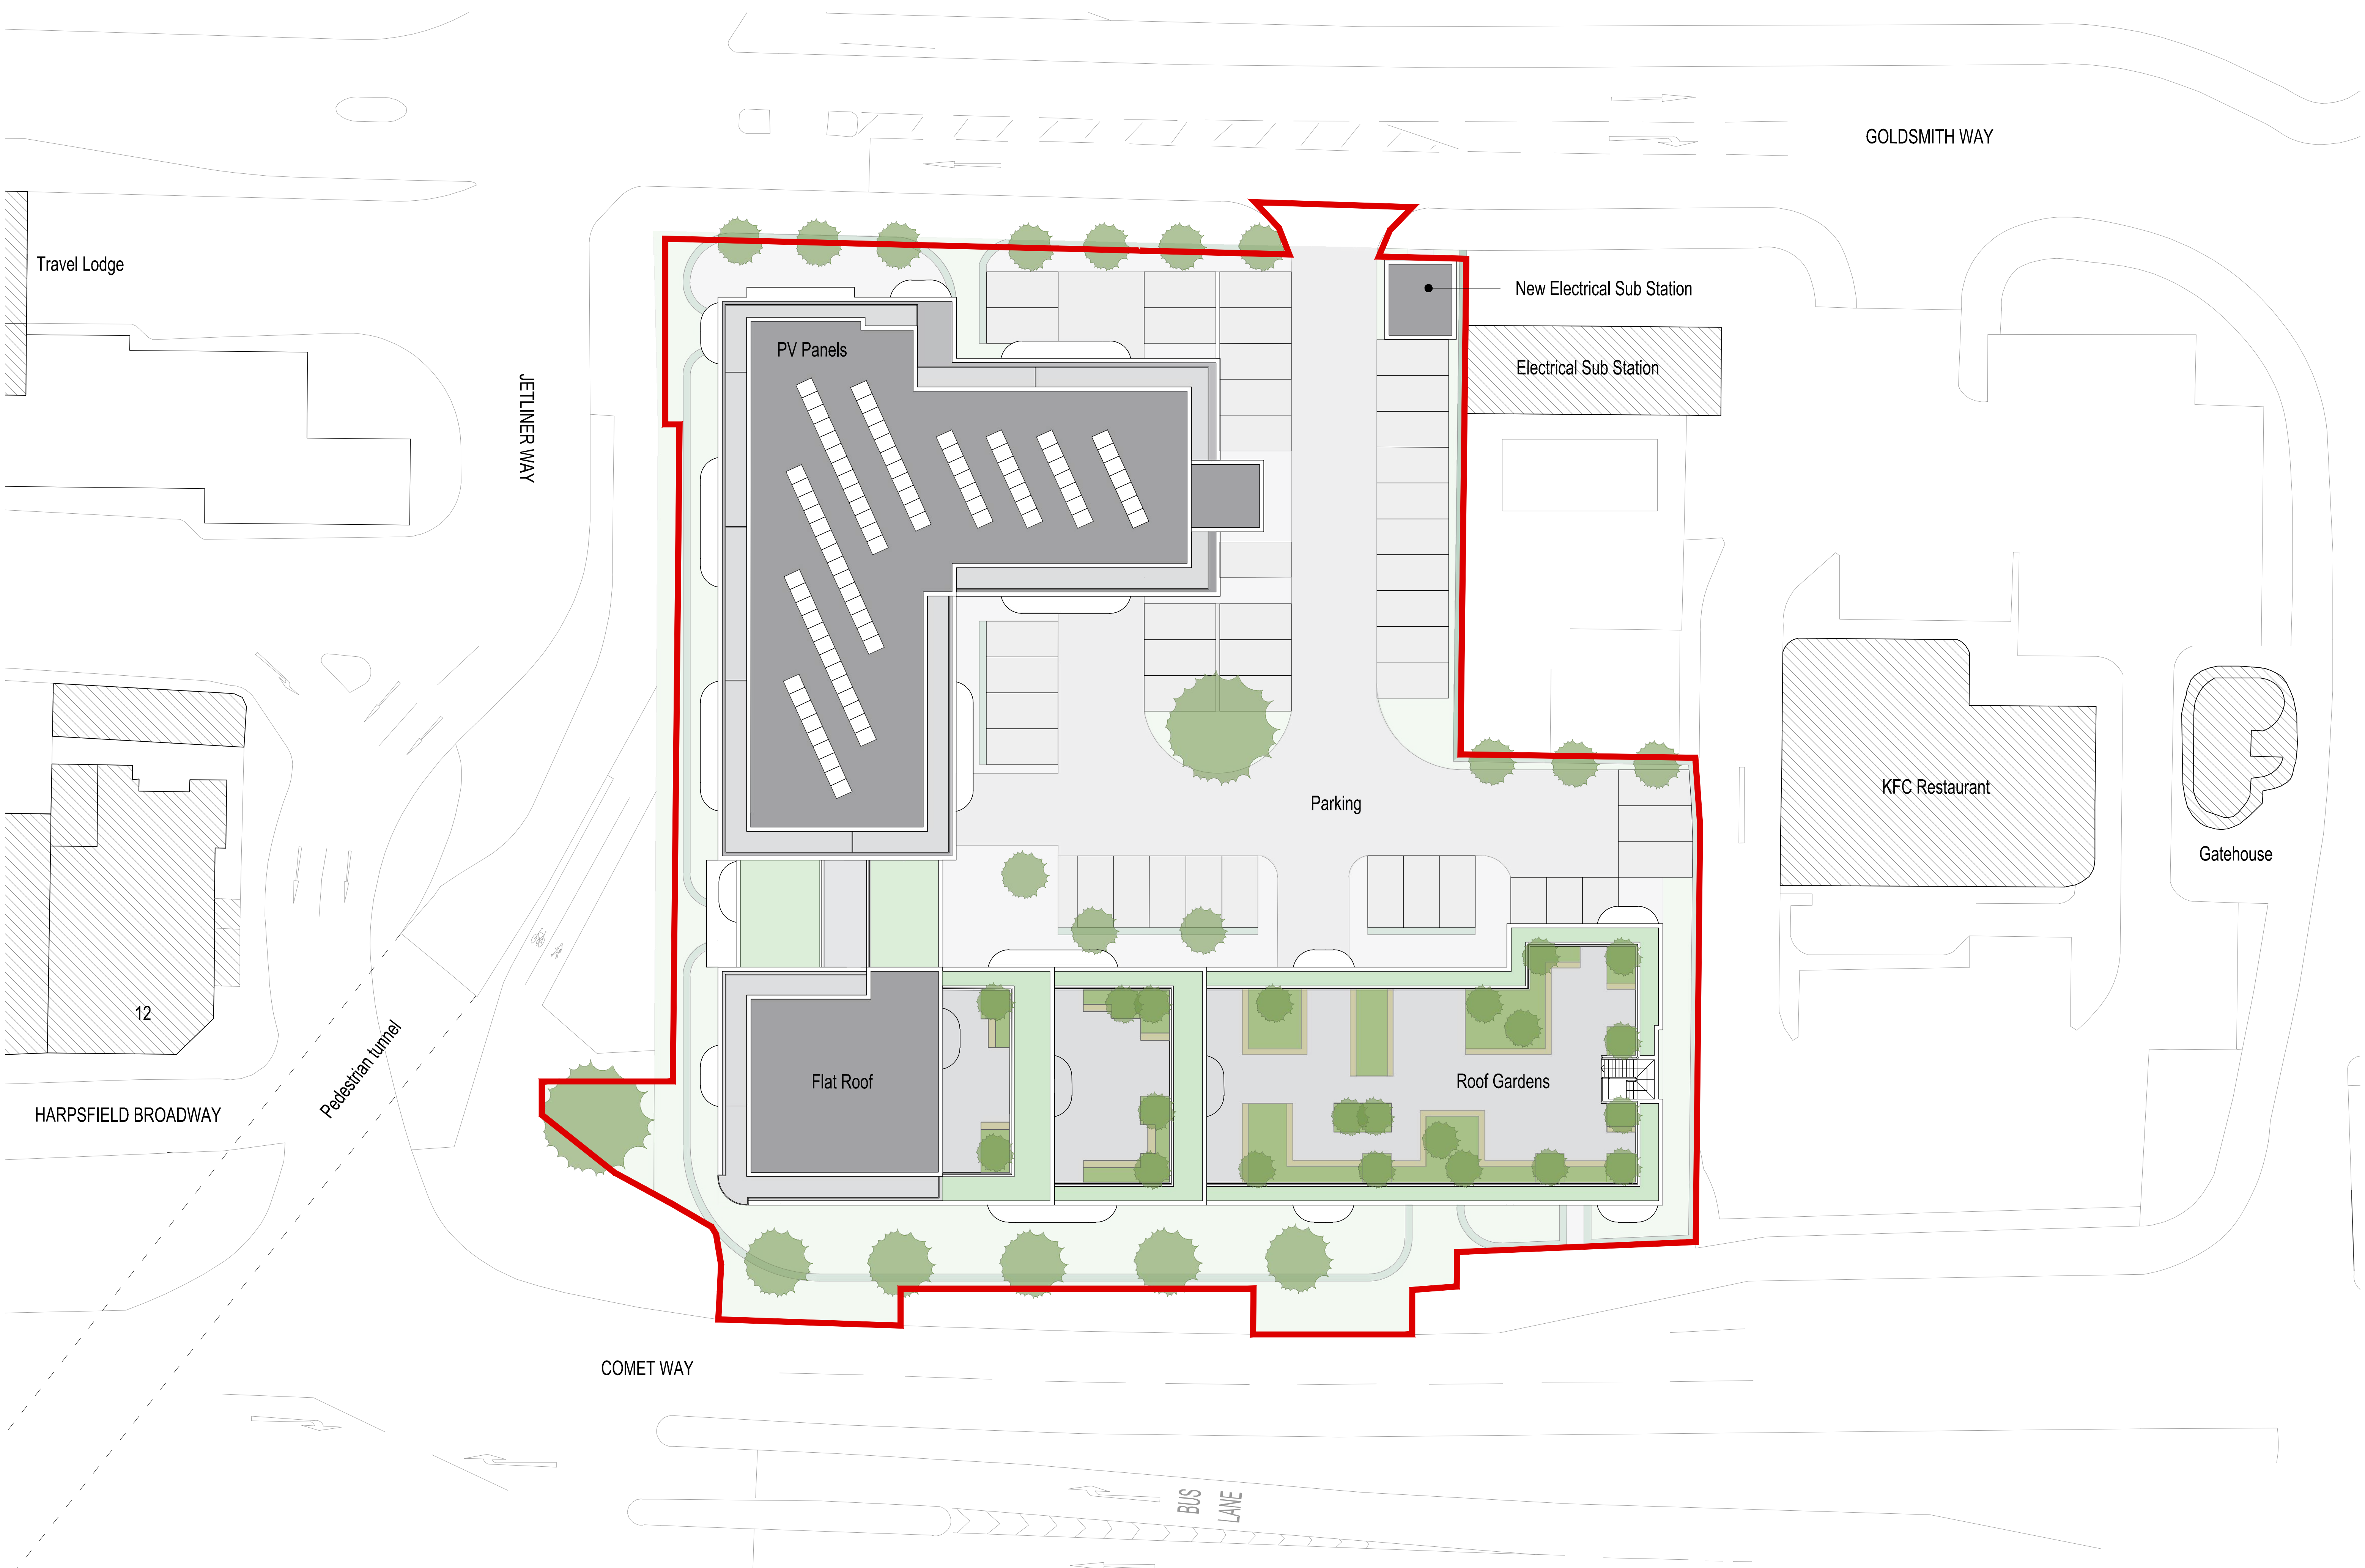 GOLDSMITH WAY
Travel Lodge
New Electrical Sub Station
PV Panels
Electrical Sub Station
JETLINER WAY
KFC Restaurant
Parking
Gatehouse
12
Pedestrian tunnel
Flat Roof
Roof Gardens
HARPSFIELD BROADWAY
COMET WAY
BUS
LANE